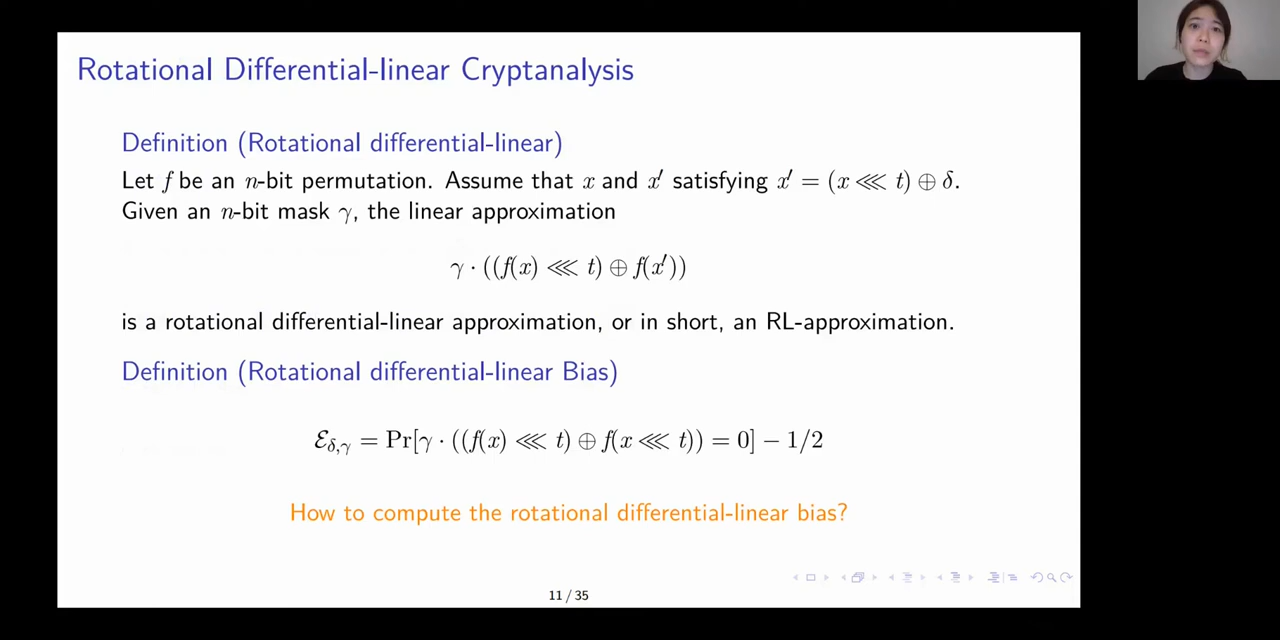 Rotational Differential-linear Cryptanalysis
Definition (Rotational differential-linear)
Let f be an n-bit permutation. Assume that x and x′ satisfying x′ = (x ⋘ t) ⊕ δ.
Given an n-bit mask γ, the linear approximation
γ · ((f(x) ⋘ t) ⊕ f(x′))
is a rotational differential-linear approximation, or in short, an RL-approximation.
Definition (Rotational differential-linear Bias)
ℰδ,γ = Pr[γ · ((f(x) ⋘ t) ⊕ f(x ⋘ t)) = 0] − 1/2
How to compute the rotational differential-linear bias?
11 / 35